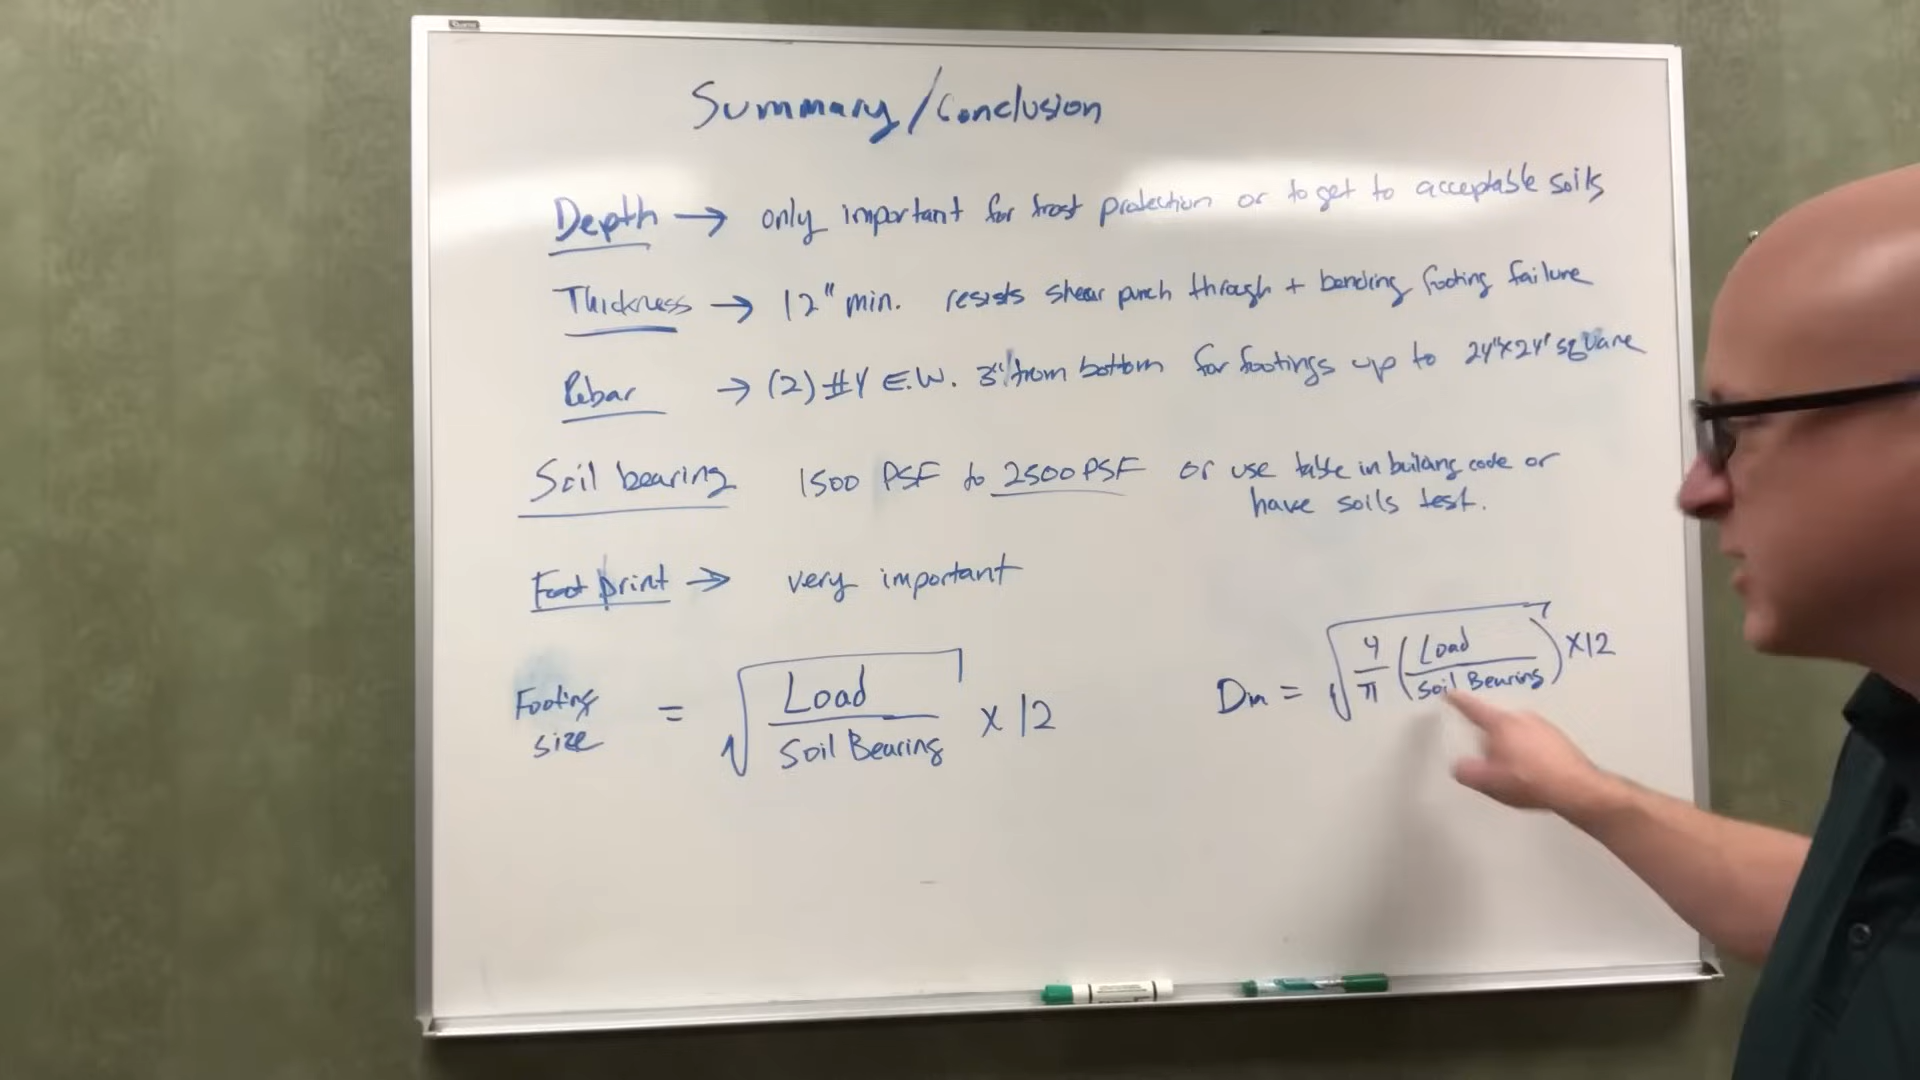 Summary/Conclusion
Depth → only important for frost protection or to get to acceptable soils
Thickness → 12" min. resists shear punch through + bending footing failure
Rebar → (2) #4 E.W. 3" from bottom for footings up to 24"x24" square
Soil bearing 1500 PSF to 2500 PSF or use table in building code or
have soils test.
Foot print → very important
Footing size = √(Load / Soil Bearing) x 12
Dia = √(4/π (Load / Soil Bearing)) x12